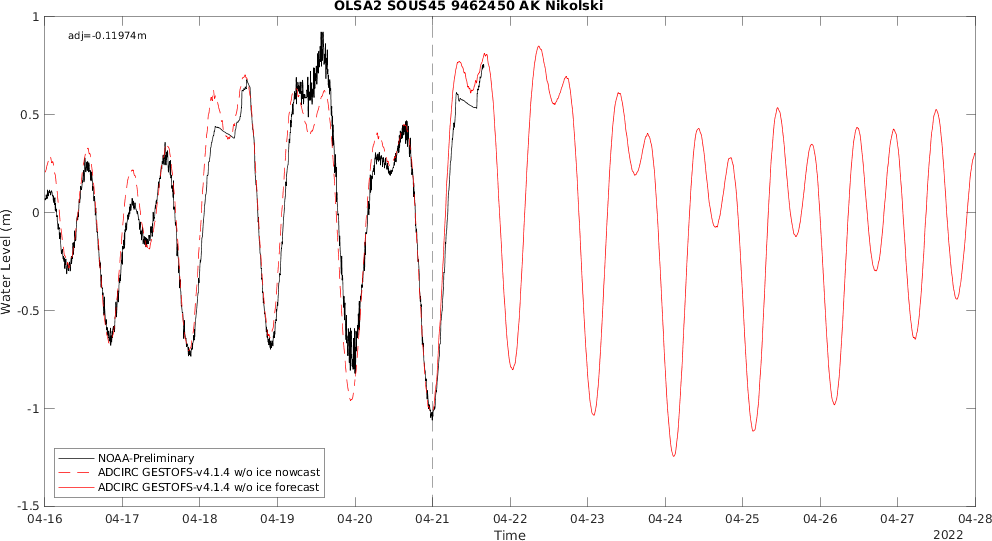 OLSA2 SOUS45 9462450 AK Nikolski
adj=-0.11974m
1
0.5
0
-0.5
-1
-1.5
Water Level (m)
NOAA-Preliminary
ADCIRC GESTOFS-v4.1.4 w/o ice nowcast
ADCIRC GESTOFS-v4.1.4 w/o ice forecast
04-16 04-17 04-18 04-19 04-20 04-21 04-22 04-23 04-24 04-25 04-26 04-27 04-28
Time
2022